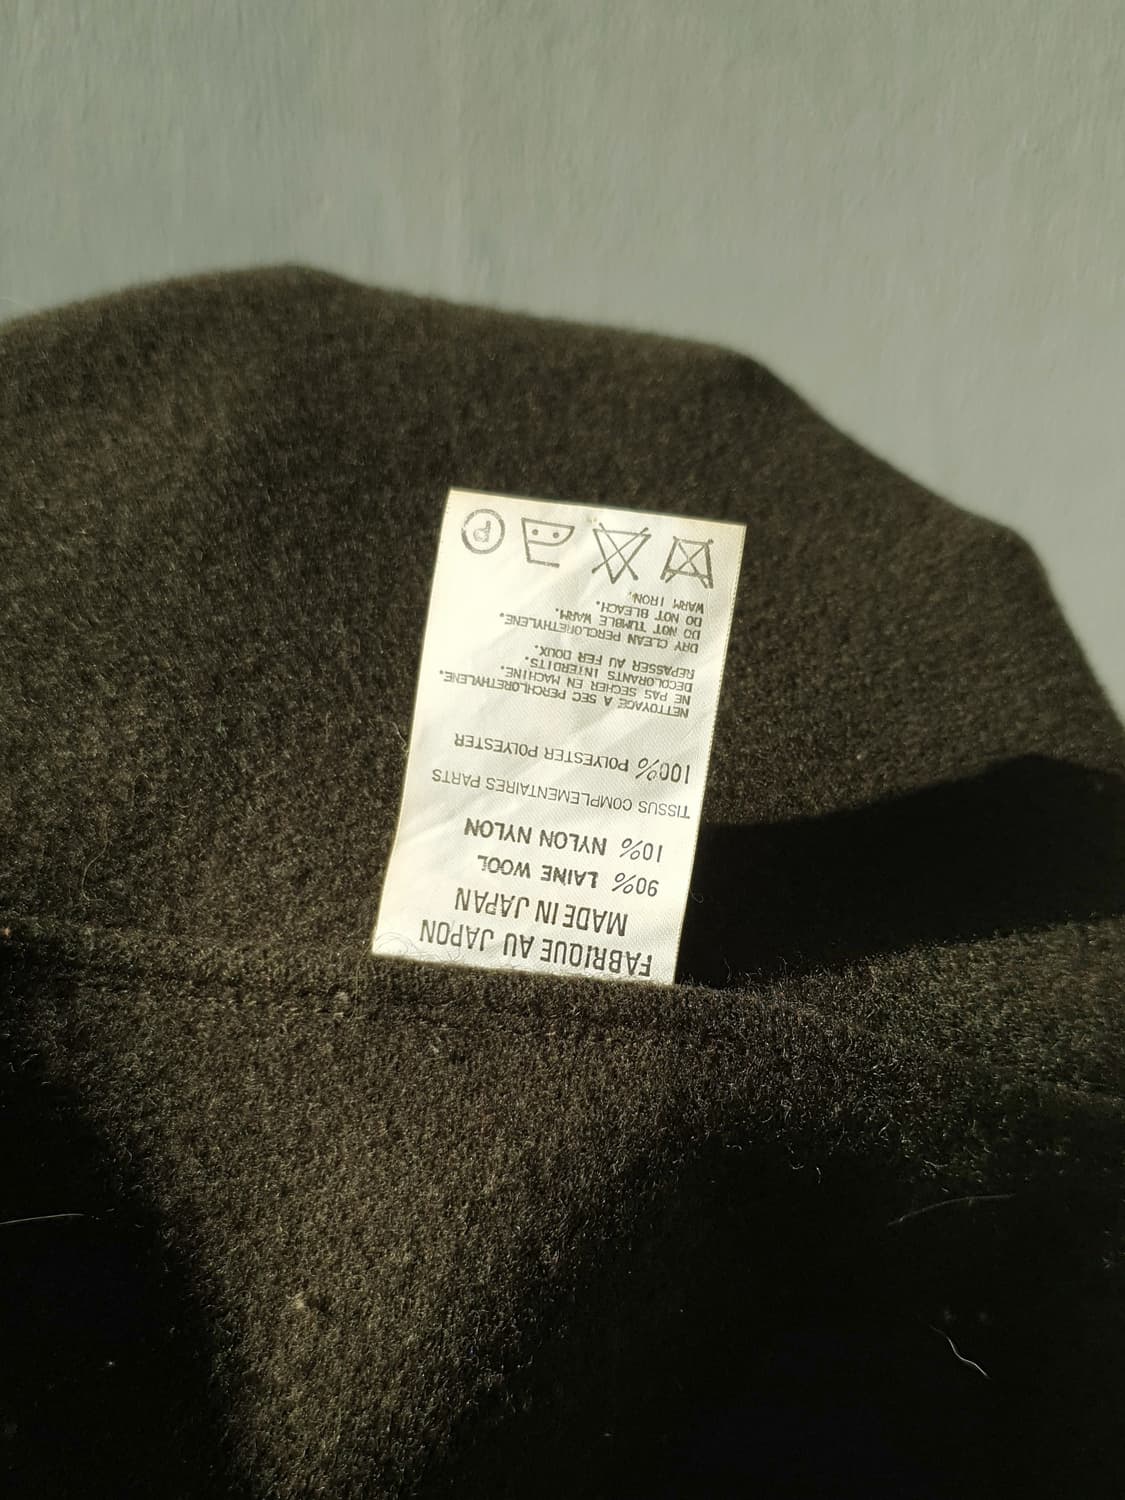 FABRIQUE AU JAPON
MADE IN JAPAN
90% LAINE WOOL
10% NYLON NYLON
TISSUS COMPLEMENTAIRES PARTS
100% POLYESTER POLYESTER
NETTOYAGE A SEC PERCHLORETHYLENE.
NE PAS SECHER EN MACHINE.
DECOLORANTS INTERDITS.
REPASSER AU FER DOUX.
DRY CLEAN PERCLORETHYLENE.
DO NOT TUMBLE WARM.
DO NOT BLEACH.
WARM IRON.
P